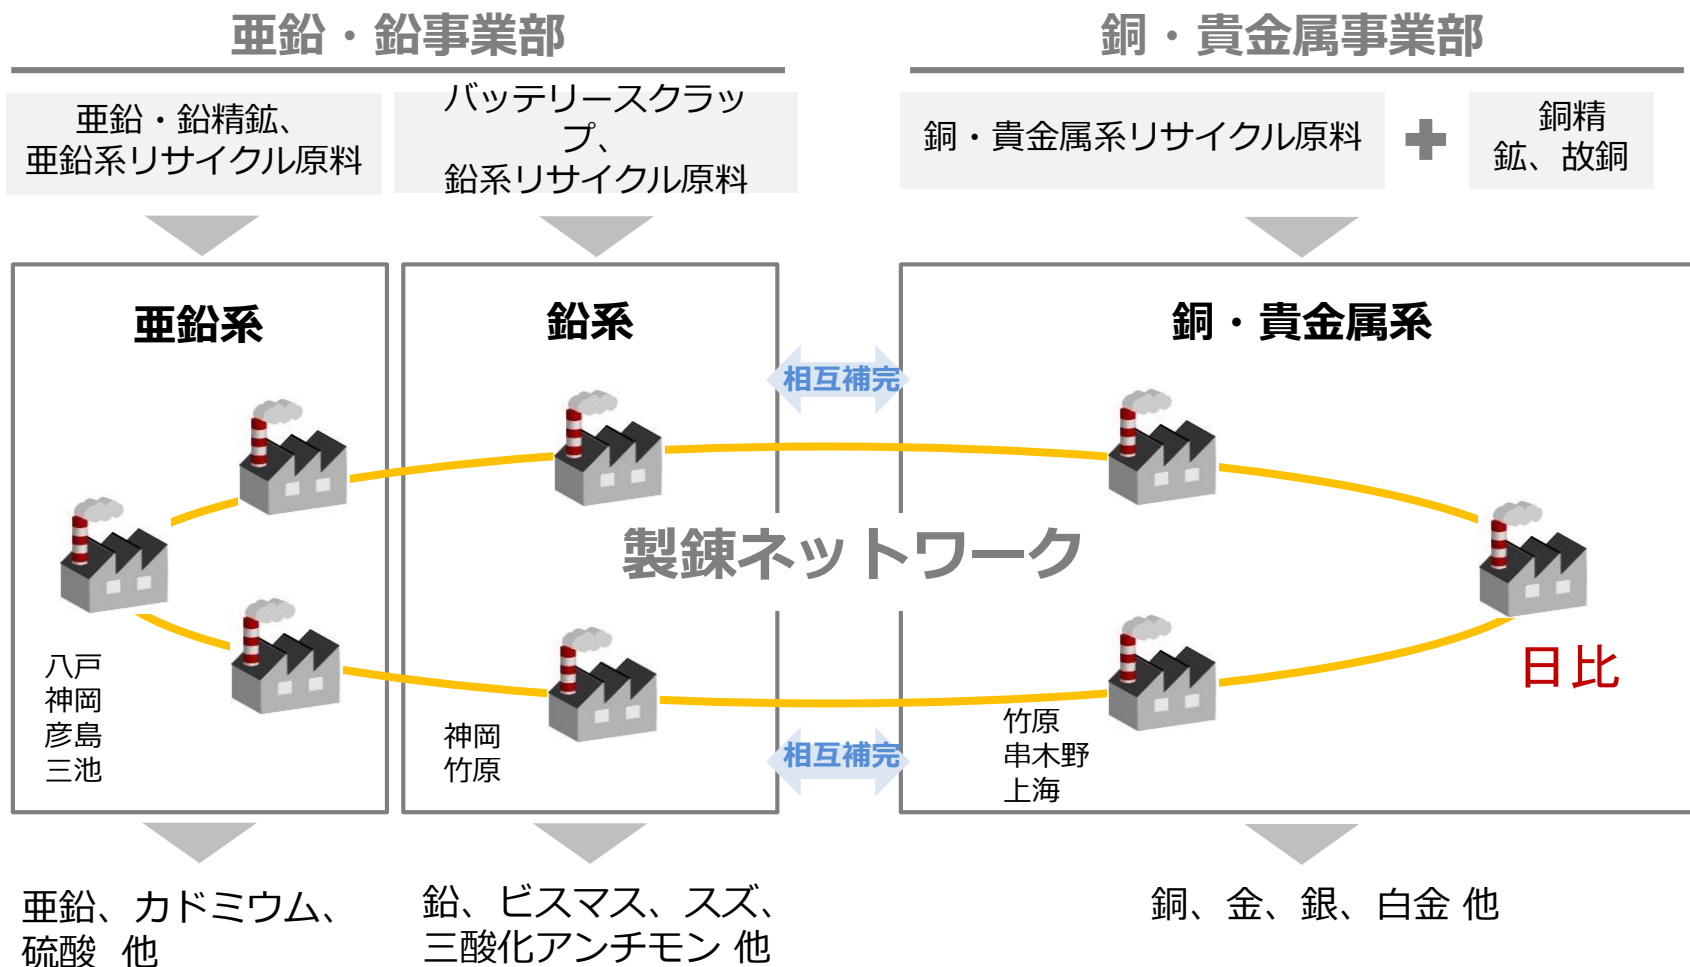 亜鉛・鉛事業部
銅・貴金属事業部
亜鉛・鉛精鉱、
亜鉛系リサイクル原料
バッテリースクラッ
プ、
鉛系リサイクル原料
銅・貴金属系リサイクル原料
銅精
鉱、故銅
亜鉛系
鉛系
銅・貴金属系
相互補完
製錬ネットワーク
八戸
神岡
彦島
三池
神岡
竹原
相互補完
竹原
串木野
上海
日比
亜鉛、カドミウム、
硫酸 他
鉛、ビスマス、スズ、
三酸化アンチモン 他
銅、金、銀、白金 他